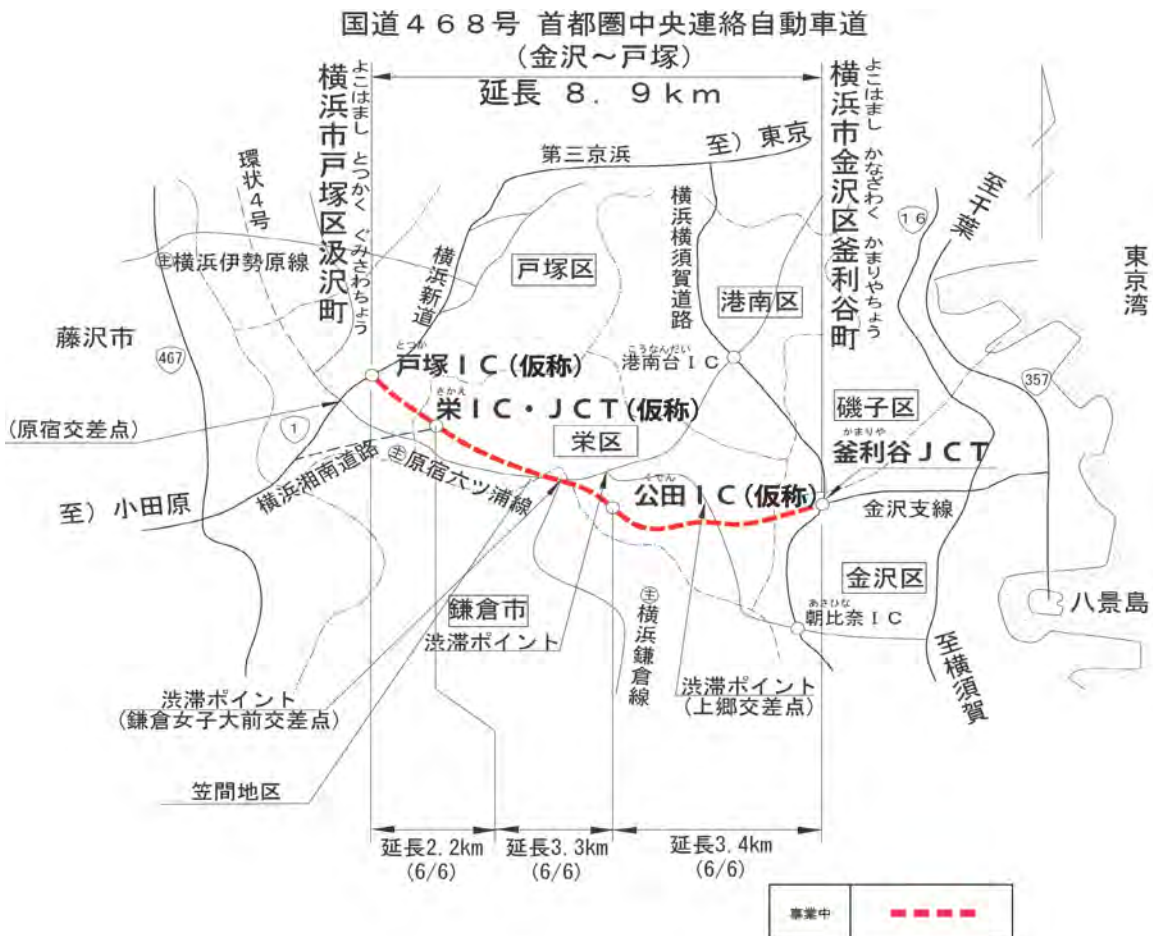 国道468号 首都圏中央連絡自動車道
(金沢~戸塚)
延長 8.9km
横浜市戸塚区汲沢町
よこはまし とつかく ぐみさわちょう
横浜市金沢区釜利谷町
よこはまし かなざわく かまりやちょう
第三京浜
至)東京
環状4号
㊤横浜伊勢原線
横浜新道
戸塚区
横浜横須賀道路
港南区
16
至千葉
東京湾
藤沢市
467
とつか
戸塚IC(仮称)
こうなんだい
港南台IC
357
さかえ
栄IC・JCT(仮称)
磯子区
(原宿交差点)
1
栄区
かまりや
釜利谷JCT
横浜湘南道路
㊤原宿六ツ浦線
くでん
公田IC(仮称)
至)小田原
金沢支線
金沢区
鎌倉市
あさひな
朝比奈IC
八景島
渋滞ポイント
㊤横浜鎌倉線
至横須賀
渋滞ポイント
(鎌倉女子大前交差点)
渋滞ポイント
(上郷交差点)
笠間地区
延長2.2km
(6/6)
延長3.3km
(6/6)
延長3.4km
(6/6)
事業中